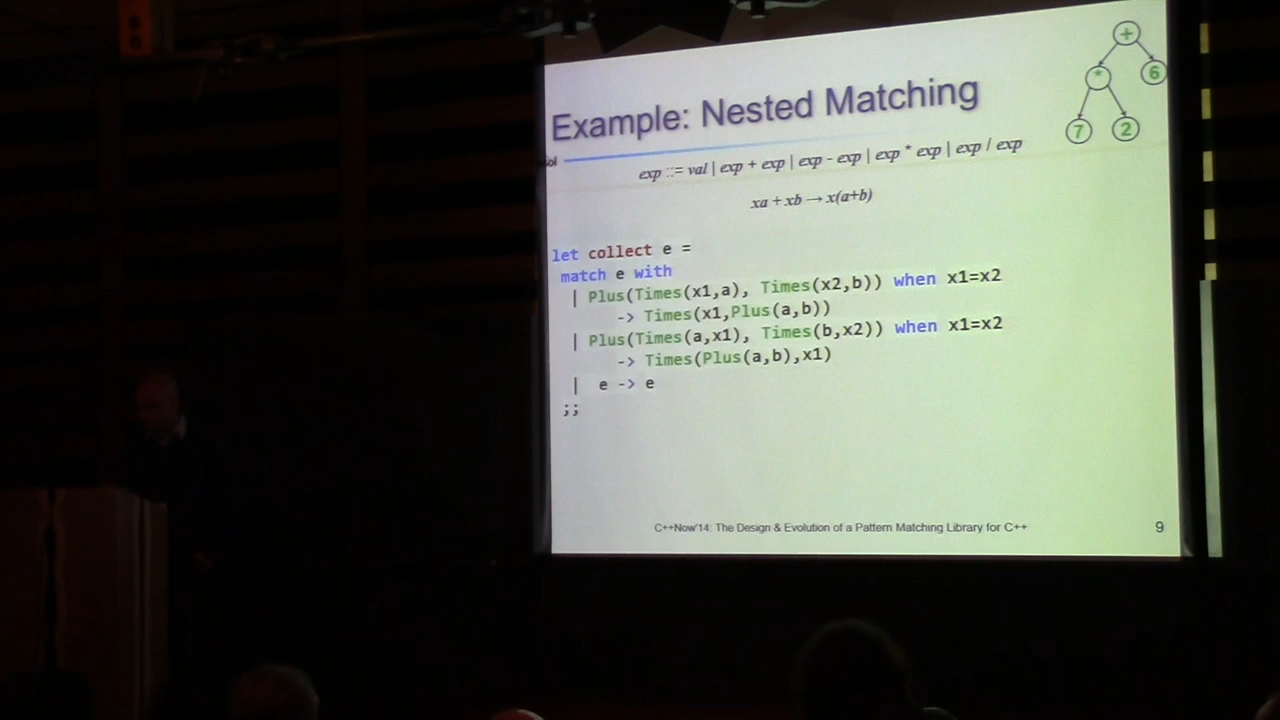 Example: Nested Matching
exp ::= val | exp + exp | exp - exp | exp * exp | exp / exp
xa + xb → x(a+b)
+
*
6
7
2
let collect e =
match e with
| Plus(Times(x1,a), Times(x2,b)) when x1=x2
-> Times(x1,Plus(a,b))
| Plus(Times(a,x1), Times(b,x2)) when x1=x2
-> Times(Plus(a,b),x1)
| e -> e
;;
C++Now'14: The Design & Evolution of a Pattern Matching Library for C++
9